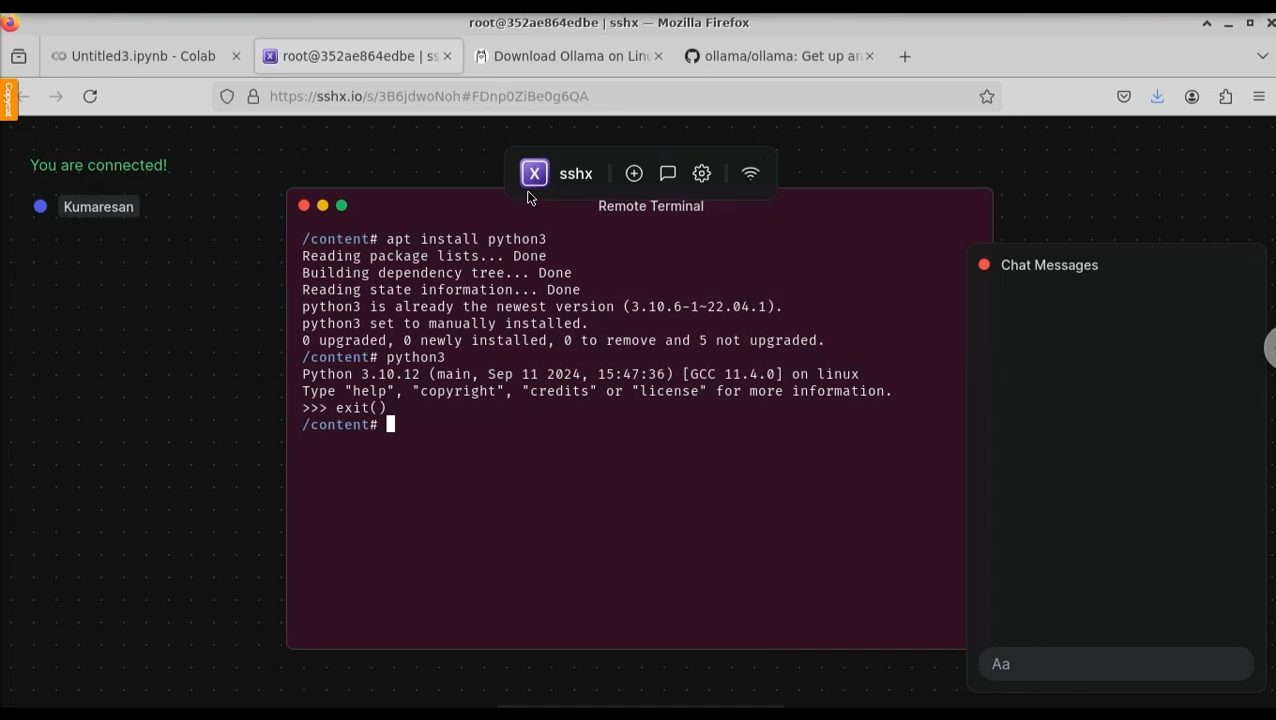 root@352ae864edbe | sshx — Mozilla Firefox
Untitled3.ipynb - Colab
root@352ae864edbe | ss
Download Ollama on Linu
ollama/ollama: Get up an
Copycat
https://sshx.io/s/3B6jdwoNoh#FDnp0ZiBe0g6QA
You are connected!
Kumaresan
X sshx
Remote Terminal
/content# apt install python3
Reading package lists... Done
Building dependency tree... Done
Reading state information... Done
python3 is already the newest version (3.10.6-1~22.04.1).
python3 set to manually installed.
0 upgraded, 0 newly installed, 0 to remove and 5 not upgraded.
/content# python3
Python 3.10.12 (main, Sep 11 2024, 15:47:36) [GCC 11.4.0] on linux
Type "help", "copyright", "credits" or "license" for more information.
>>> exit()
/content#
Chat Messages
Aa